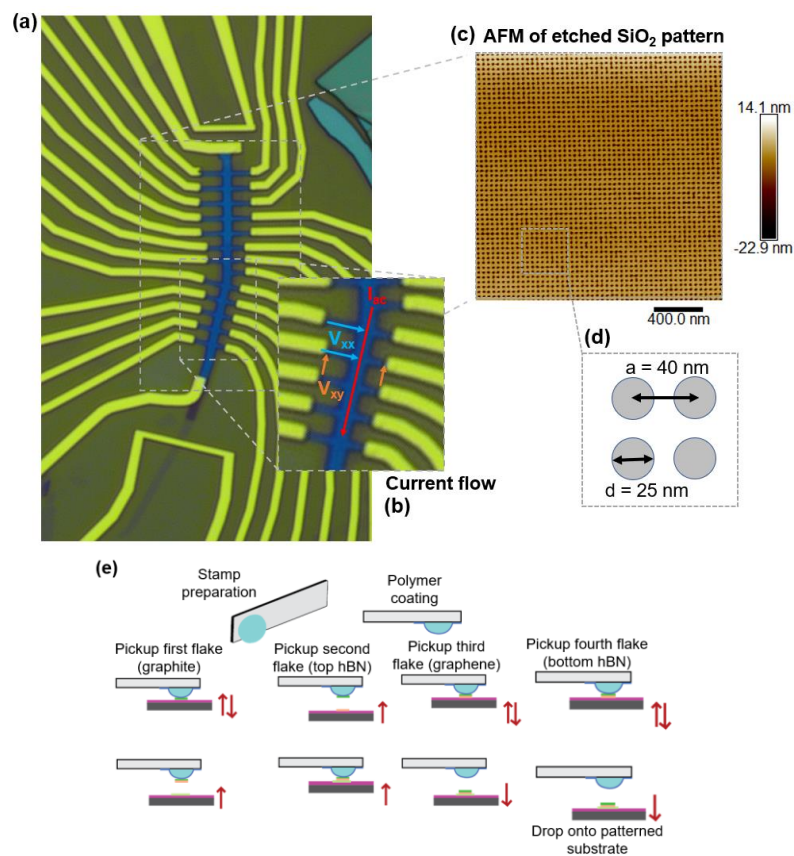 (a)
(c) AFM of etched SiO₂ pattern
14.1 nm
-22.9 nm
400.0 nm
Iac
Vxx
Vxy
Current flow
(b)
(d)
a = 40 nm
d = 25 nm
(e)
Stamp
preparation
Polymer
coating
Pickup first flake
(graphite)
Pickup second
flake (top hBN)
Pickup third
flake (graphene)
Pickup fourth flake
(bottom hBN)
Drop onto patterned
substrate